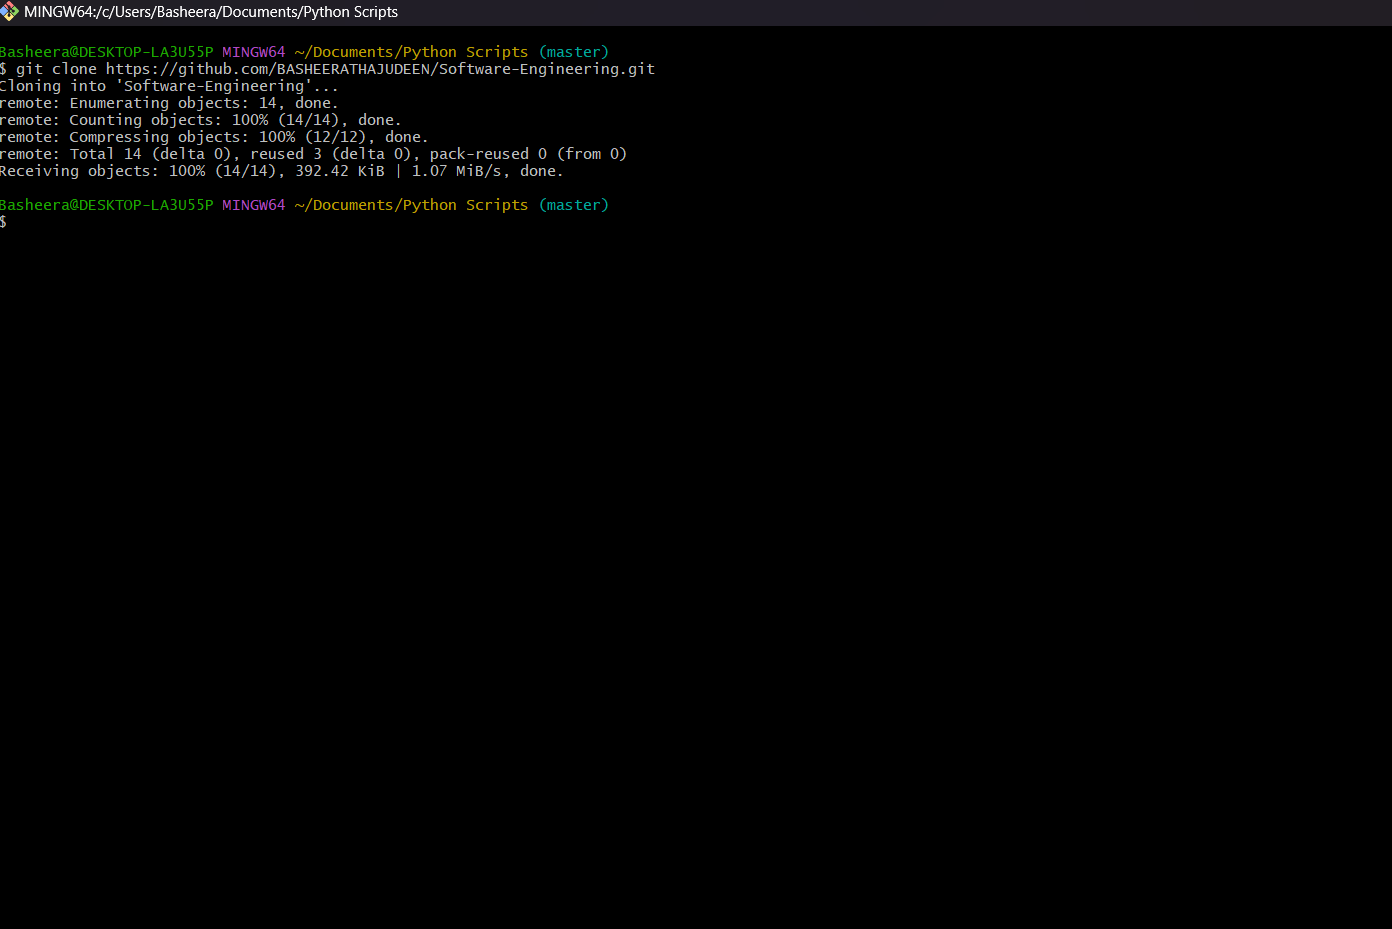 MINGW64:/c/Users/Basheera/Documents/Python Scripts
Basheera@DESKTOP-LA3U55P MINGW64 ~/Documents/Python Scripts (master)
$ git clone https://github.com/BASHEERATHAJUDEEN/Software-Engineering.git
Cloning into 'Software-Engineering'...
remote: Enumerating objects: 14, done.
remote: Counting objects: 100% (14/14), done.
remote: Compressing objects: 100% (12/12), done.
remote: Total 14 (delta 0), reused 3 (delta 0), pack-reused 0 (from 0)
Receiving objects: 100% (14/14), 392.42 KiB | 1.07 MiB/s, done.
Basheera@DESKTOP-LA3U55P MINGW64 ~/Documents/Python Scripts (master)
$